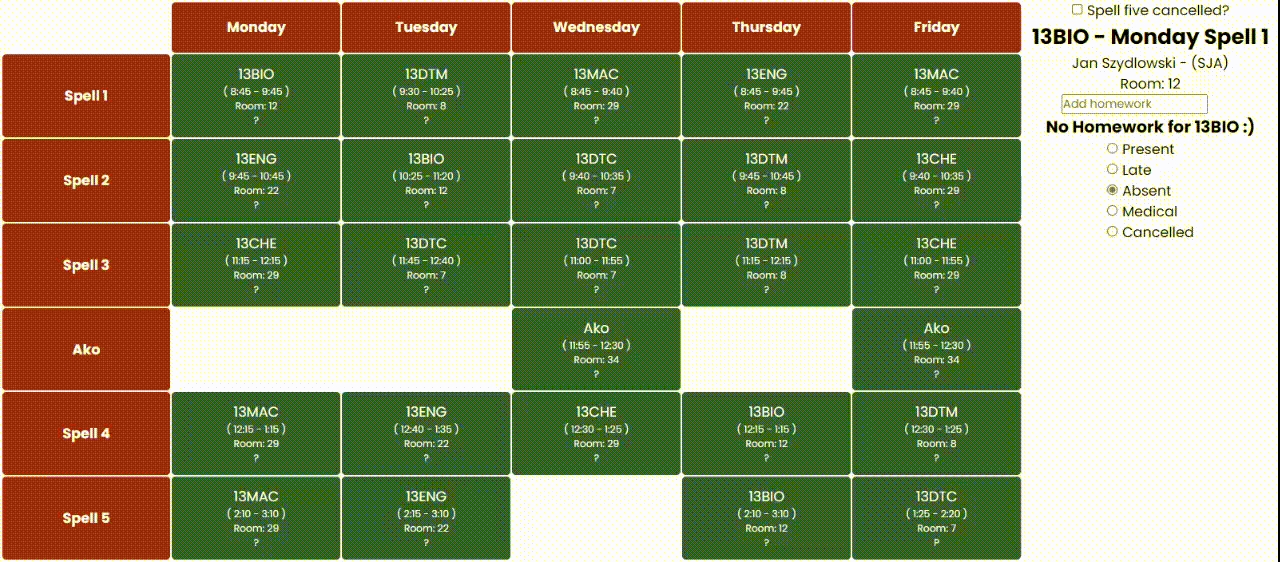 Monday
Tuesday
Wednesday
Thursday
Friday
Spell 1
13BIO
( 8:45 - 9:45 )
Room: 12
?
13DTM
( 9:30 - 10:25 )
Room: 8
?
13MAC
( 8:45 - 9:40 )
Room: 29
?
13ENG
( 8:45 - 9:45 )
Room: 22
?
13MAC
( 8:45 - 9:40 )
Room: 29
?
Spell 2
13ENG
( 9:45 - 10:45 )
Room: 22
?
13BIO
( 10:25 - 11:20 )
Room: 12
?
13DTC
( 9:40 - 10:35 )
Room: 7
?
13DTM
( 9:45 - 10:45 )
Room: 8
?
13CHE
( 9:40 - 10:35 )
Room: 29
?
Spell 3
13CHE
( 11:15 - 12:15 )
Room: 29
?
13DTC
( 11:45 - 12:40 )
Room: 7
?
13DTC
( 11:00 - 11:55 )
Room: 7
?
13DTM
( 11:15 - 12:15 )
Room: 8
?
13CHE
( 11:00 - 11:55 )
Room: 29
?
Ako
Ako
( 11:55 - 12:30 )
Room: 34
?
Ako
( 11:55 - 12:30 )
Room: 34
?
Spell 4
13MAC
( 12:15 - 1:15 )
Room: 29
?
13ENG
( 12:40 - 1:35 )
Room: 22
?
13CHE
( 12:30 - 1:25 )
Room: 29
?
13BIO
( 12:15 - 1:15 )
Room: 12
?
13DTM
( 12:30 - 1:25 )
Room: 8
?
Spell 5
13MAC
( 2:10 - 3:10 )
Room: 29
?
13ENG
( 2:15 - 3:10 )
Room: 22
?
13BIO
( 2:10 - 3:10 )
Room: 12
?
13DTC
( 1:25 - 2:20 )
Room: 7
P
Spell five cancelled?
13BIO - Monday Spell 1
Jan Szydlowski - (SJA)
Room: 12
Add homework
No Homework for 13BIO :)
Present
Late
Absent
Medical
Cancelled